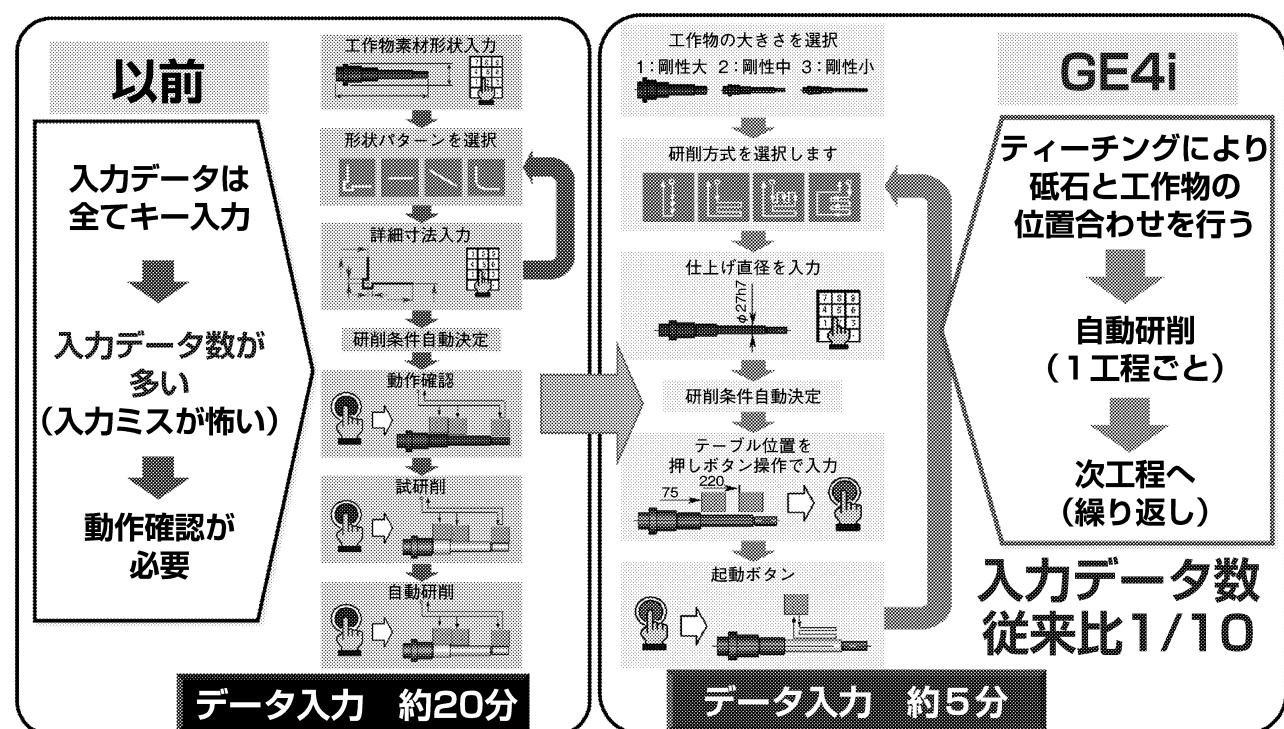 以前
入力データは
全てキー入力
入力データ数が
多い
(入力ミスが怖い)
動作確認が
必要
工作物素材形状入力
形状パターンを選択
詳細寸法入力
研削条件自動決定
動作確認
試研削
自動研削
データ入力 約20分
工作物の大きさを選択
1:剛性大 2:剛性中 3:剛性小
研削方式を選択します
仕上げ直径を入力
φ27h7
7 8 9
4 5 6
研削条件自動決定
テーブル位置を
押しボタン操作で入力
75
220
起動ボタン
データ入力 約5分
GE4i
ティーチングにより
砥石と工作物の
位置合わせを行う
自動研削
(1工程ごと)
次工程へ
(繰り返し)
入力データ数
従来比1/10